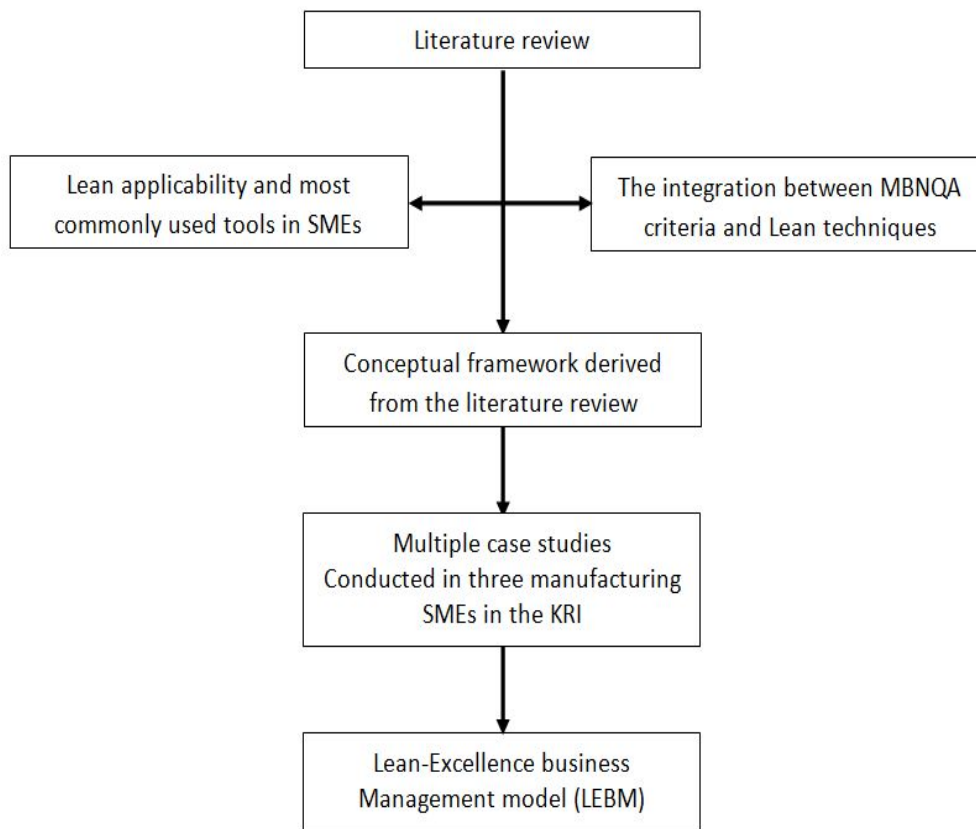 Literature review
Lean applicability and most
commonly used tools in SMEs
The integration between MBNQA
criteria and Lean techniques
Conceptual framework derived
from the literature review
Multiple case studies
Conducted in three manufacturing
SMEs in the KRI
Lean-Excellence business
Management model (LEBM)